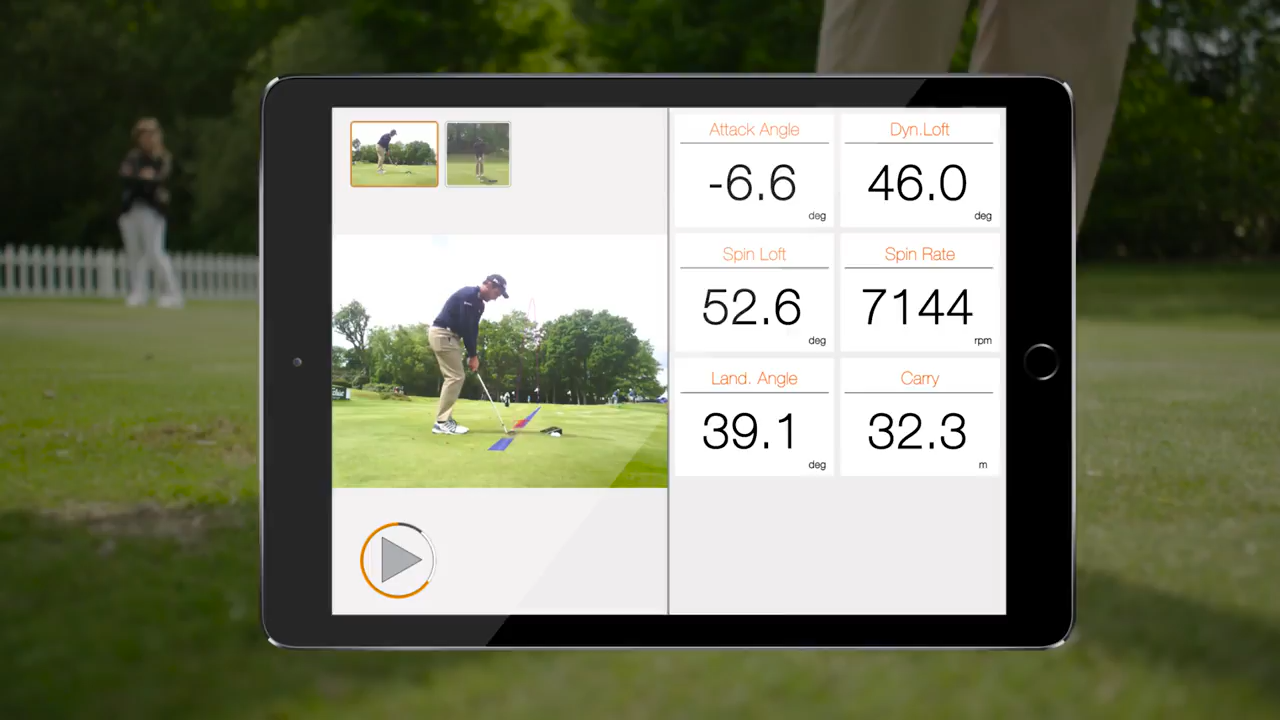 Attack Angle
-6.6
deg
Dyn.Loft
46.0
deg
Spin Loft
52.6
deg
Spin Rate
7144
rpm
Land. Angle
39.1
deg
Carry
32.3
m